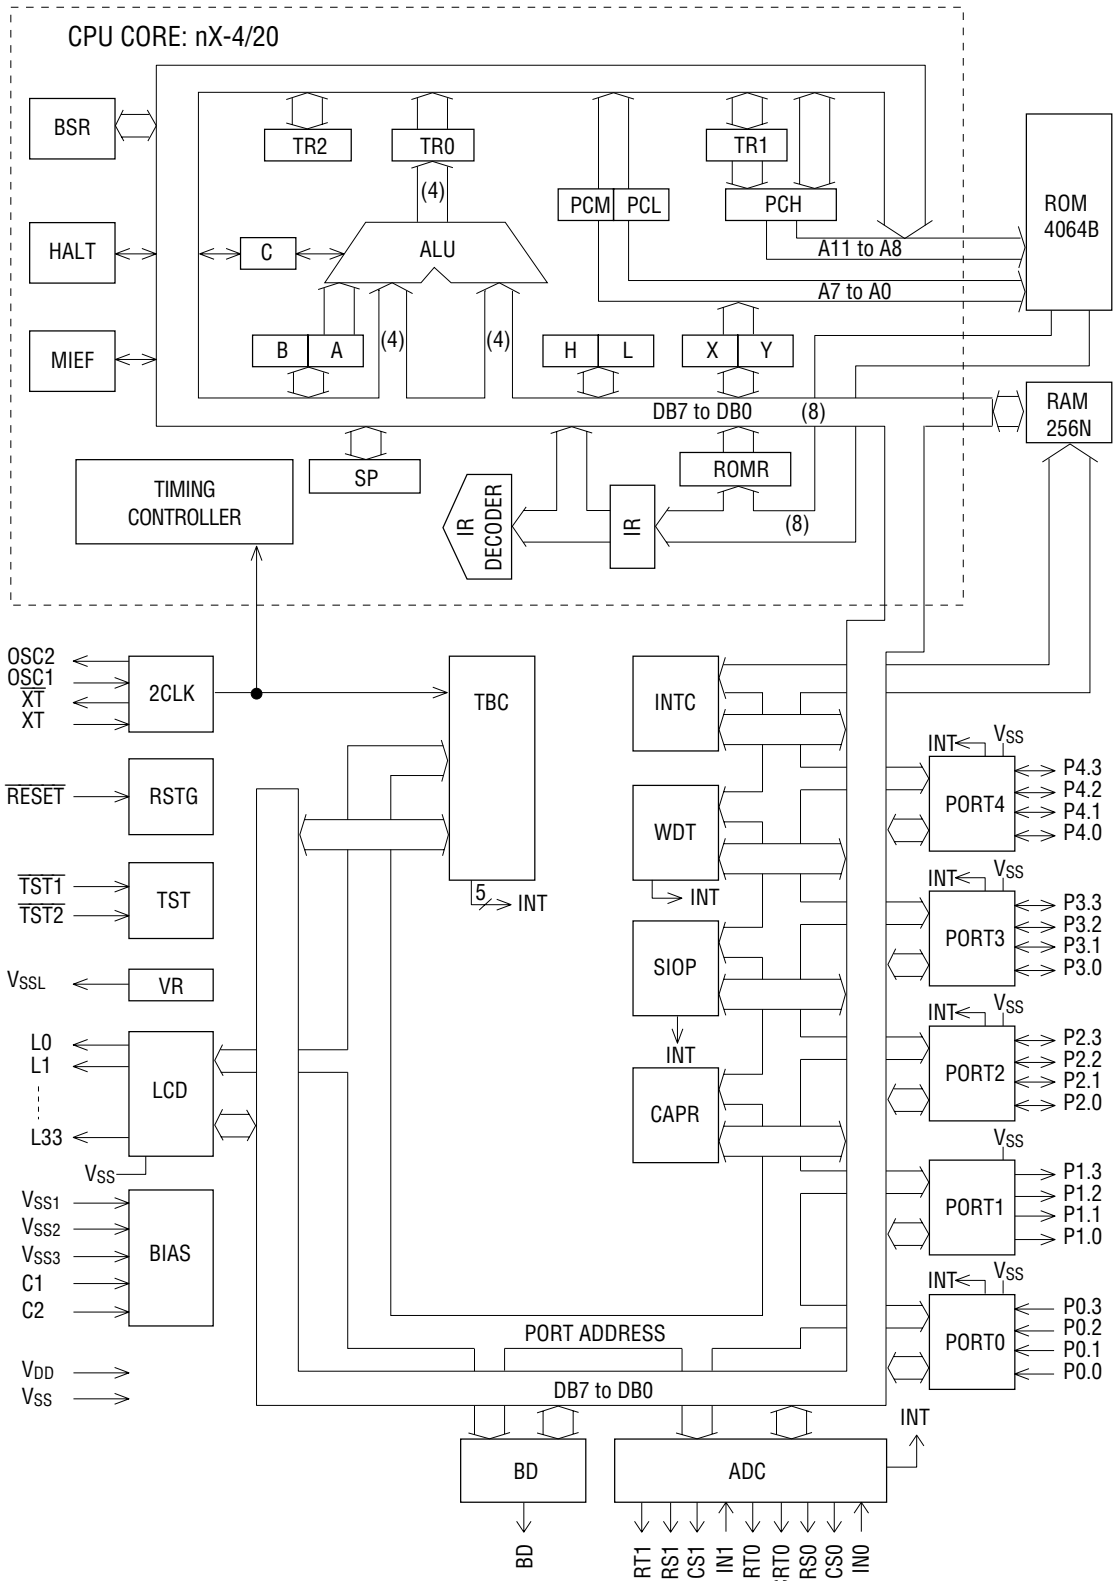 CPU CORE: nX-4/20
BSR
HALT
MIEF
TR2
TR0
TR1
(4)
PCM
PCL
PCH
ROM
4064B
C
ALU
A11 to A8
A7 to A0
B
A
(4)
(4)
H
L
X
Y
DB7 to DB0
(8)
RAM
256N
SP
ROMR
TIMING
CONTROLLER
IR
DECODER
IR
(8)
OSC2
OSC1
XT
XT
2CLK
RESET
RSTG
TST1
TST2
TST
VSSL
VR
L0
L1
L33
LCD
VSS
VSS1
VSS2
VSS3
C1
C2
BIAS
VDD
VSS
TBC
5
INT
INTC
WDT
INT
SIOP
INT
CAPR
INT
VSS
PORT4
P4.3
P4.2
P4.1
P4.0
INT
VSS
PORT3
P3.3
P3.2
P3.1
P3.0
INT
VSS
PORT2
P2.3
P2.2
P2.1
P2.0
VSS
PORT1
P1.3
P1.2
P1.1
P1.0
INT
VSS
PORT0
P0.3
P0.2
P0.1
P0.0
PORT ADDRESS
DB7 to DB0
BD
ADC
INT
BD
RT1
RS1
CS1
IN1
RT0
RS0
CS0
IN0